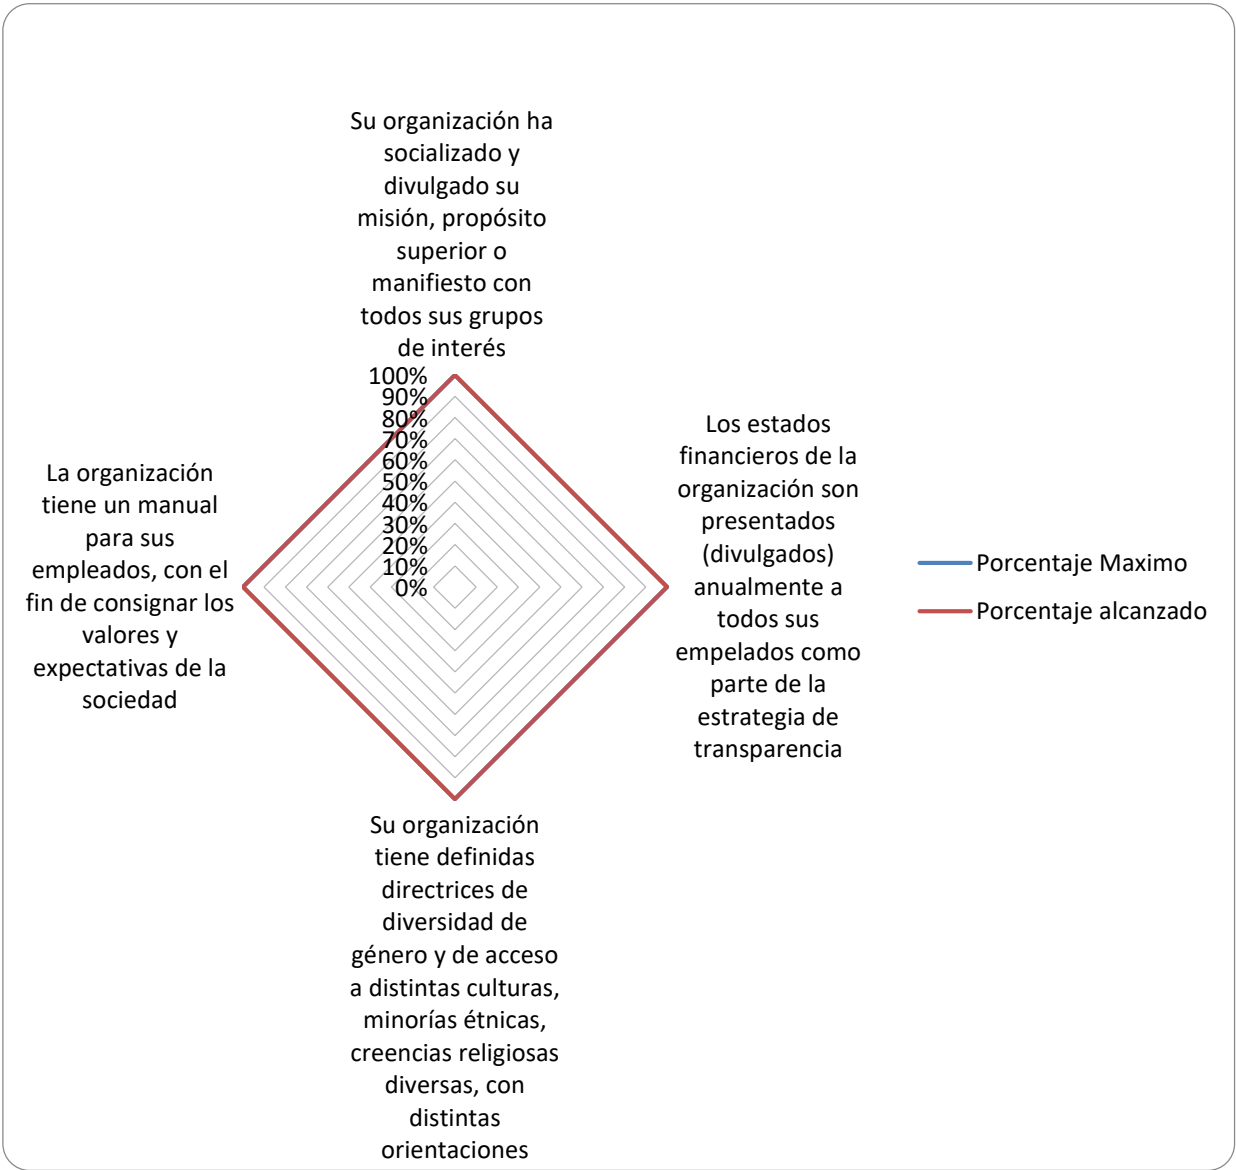 Su organización ha
socializado y
divulgado su
misión, propósito
superior o
manifiesto con
todos sus grupos
de interés
100%
90%
80%
70%
60%
50%
40%
30%
20%
10%
0%
Los estados
financieros de la
organización son
presentados
(divulgados)
anualmente a
todos sus
empelados como
parte de la
estrategia de
transparencia
Su organización
tiene definidas
directrices de
diversidad de
género y de acceso
a distintas culturas,
minorías étnicas,
creencias religiosas
diversas, con
distintas
orientaciones
La organización
tiene un manual
para sus
empleados, con el
fin de consignar los
valores y
expectativas de la
sociedad
Porcentaje Maximo
Porcentaje alcanzado